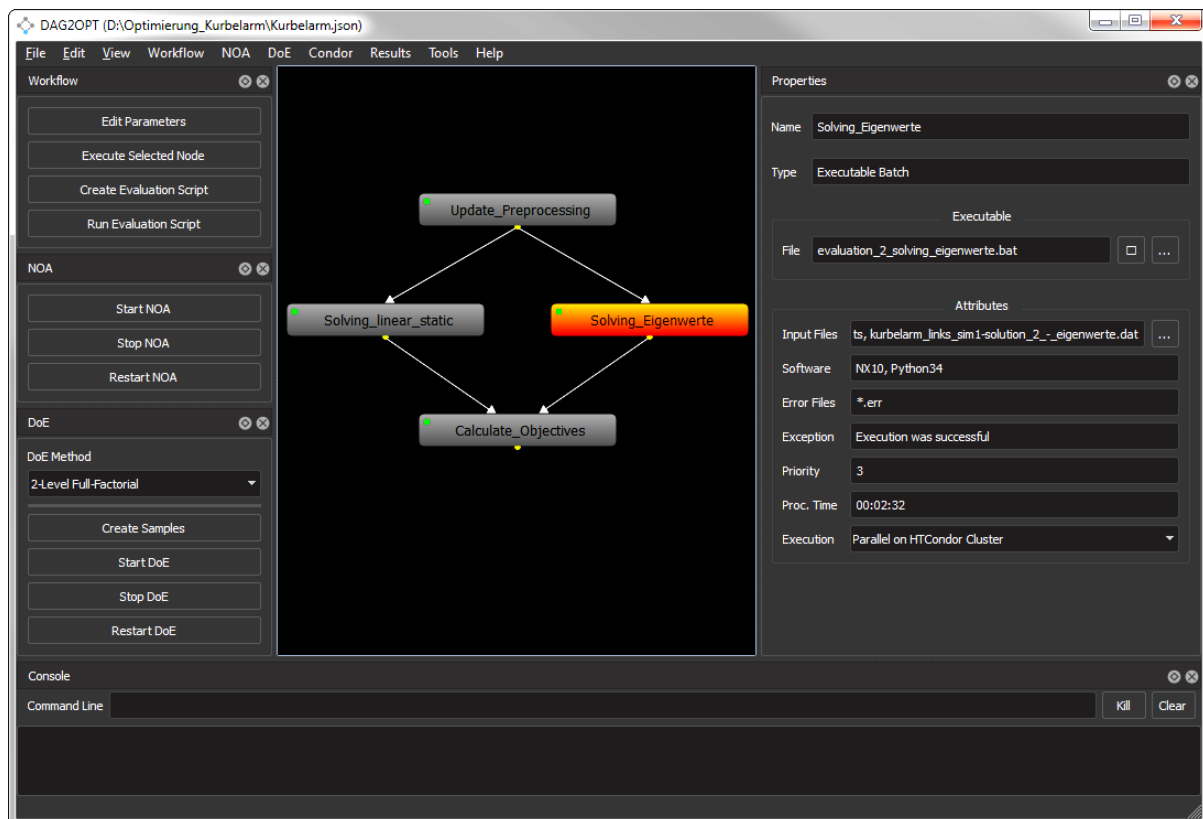 DAG2OPT (D:\Optimierung_Kurbelarm\Kurbelarm.json)
File Edit View Workflow NOA DoE Condor Results Tools Help
Workflow
Edit Parameters
Execute Selected Node
Create Evaluation Script
Run Evaluation Script
NOA
Start NOA
Stop NOA
Restart NOA
DoE
DoE Method
2-Level Full-Factorial
Create Samples
Start DoE
Stop DoE
Restart DoE
Update_Preprocessing
Solving_linear_static
Solving_Eigenwerte
Calculate_Objectives
Properties
Name Solving_Eigenwerte
Type Executable Batch
Executable
File evaluation_2_solving_eigenwerte.bat ...
Attributes
Input Files ts, kurbelarm_links_sim1-solution_2_-_eigenwerte.dat ...
Software NX10, Python34
Error Files *.err
Exception Execution was successful
Priority 3
Proc. Time 00:02:32
Execution Parallel on HTCondor Cluster
Console
Command Line Kill Clear